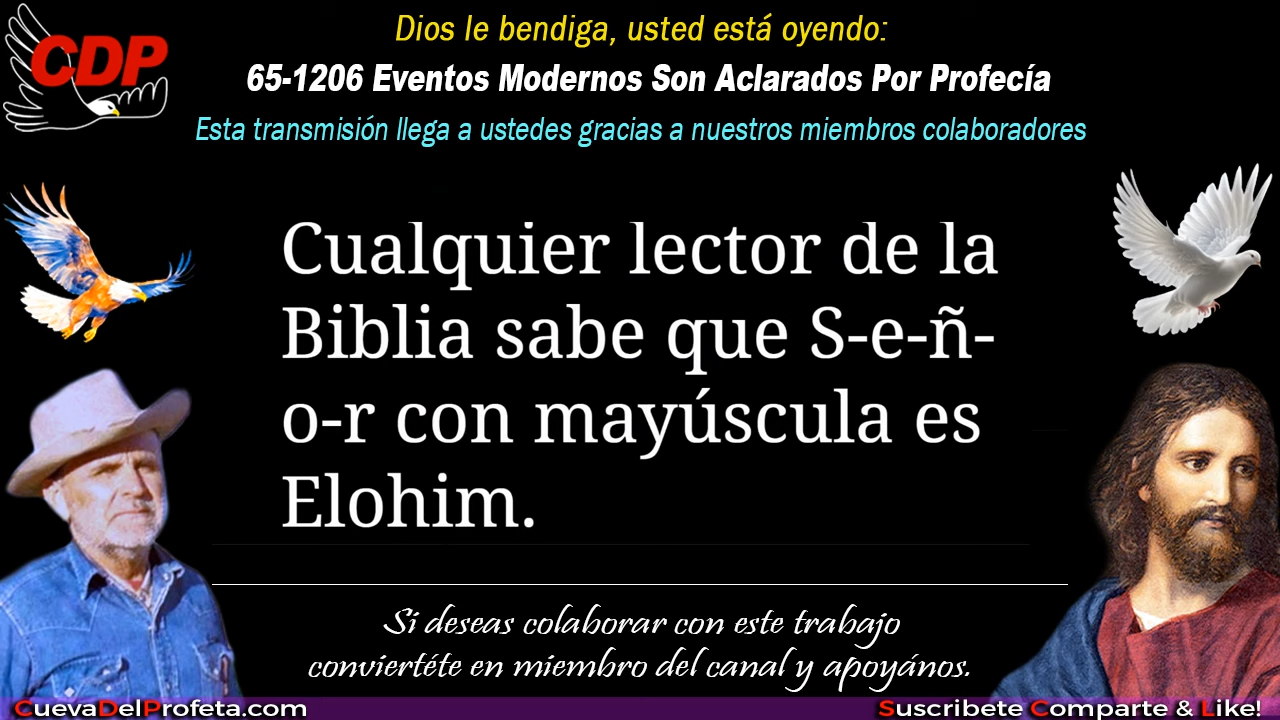 CDP
Dios le bendiga, usted está oyendo:
65-1206 Eventos Modernos Son Aclarados Por Profecía
Esta transmisión llega a ustedes gracias a nuestros miembros colaboradores
Cualquier lector de la
Biblia sabe que S-e-ñ-
o-r con mayúscula es
Elohim.
Si deseas colaborar con este trabajo
conviertéte en miembro del canal y apoyános.
CuevaDelProfeta.com
Suscribete Comparte & Like!